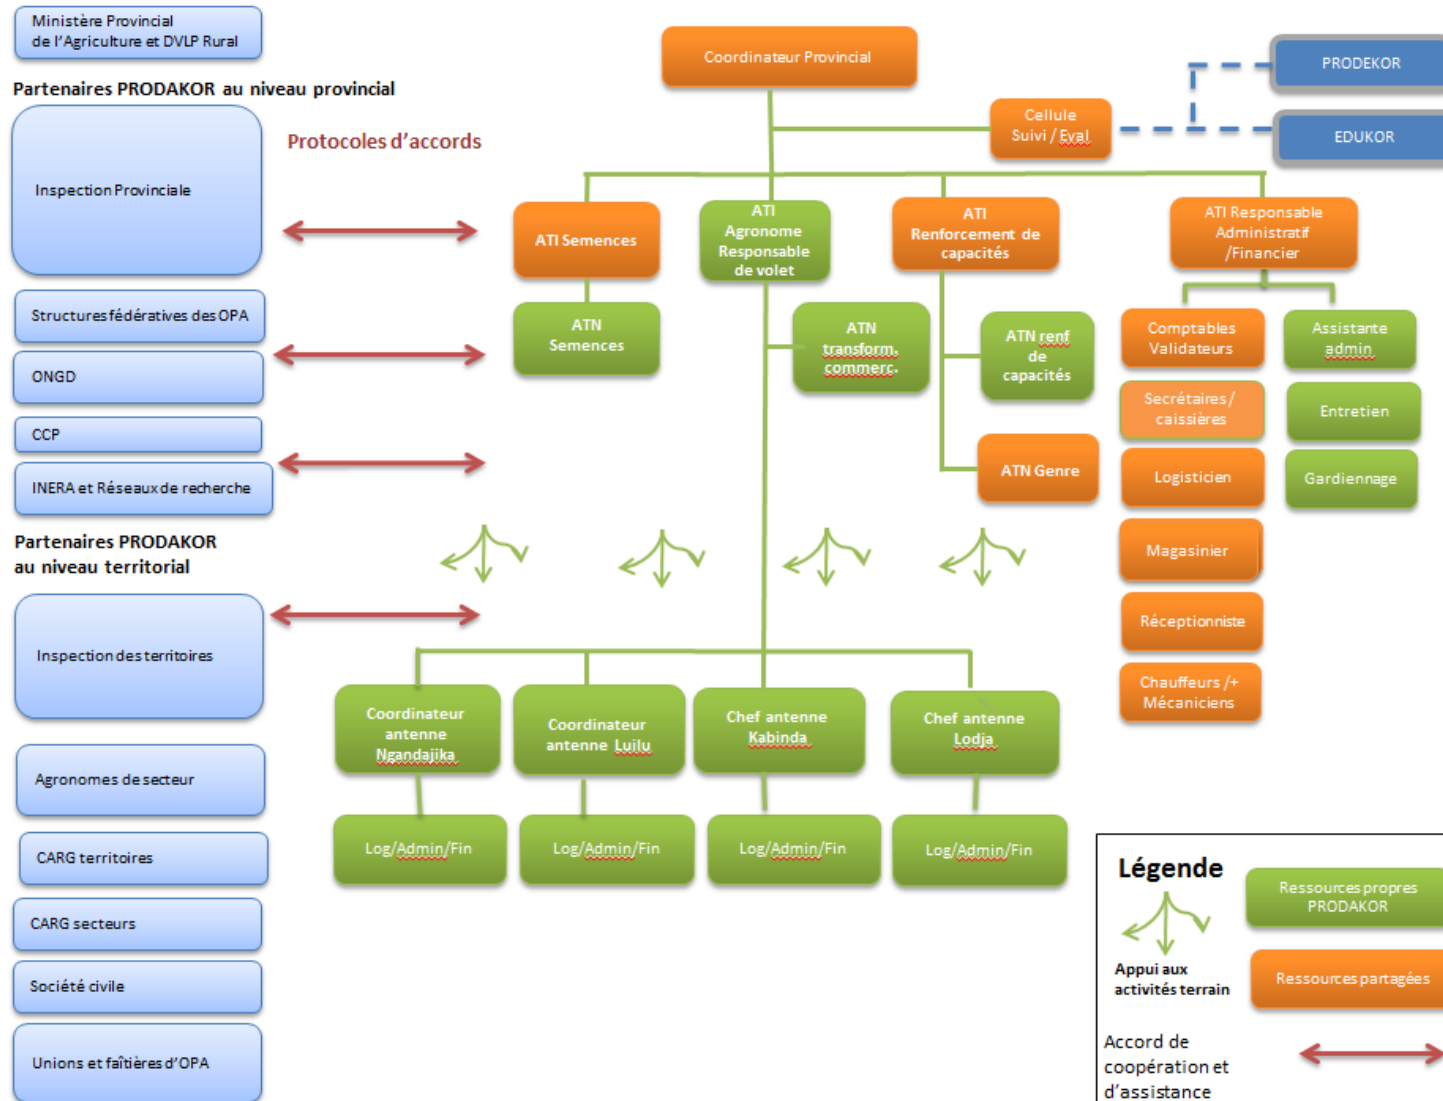 Ministère Provincial
de l'Agriculture et DVLP Rural
Partenaires PRODAKOR au niveau provincial
Inspection Provinciale
Structures fédératives des OPA
ONGD
CCP
INERA et Réseaux de recherche
Partenaires PRODAKOR
au niveau territorial
Inspection des territoires
Agronomes de secteur
CARG territoires
CARG secteurs
Société civile
Unions et faîtières d'OPA
Protocoles d'accords
Coordinateur Provincial
Cellule
Suivi / Eval
PRODEKOR
EDUKOR
ATI Semences
ATN
Semences
ATI
Agronome
Responsable
de volet
ATN
transform.
commerc.
ATI
Renforcement de
capacités
ATN renf
de
capacités
ATN Genre
ATI Responsable
Administratif
/Financier
Comptables
Validateurs
Secrétaires /
caissières
Logisticien
Magasinier
Réceptionniste
Chauffeurs /+
Mécaniciens
Assistante
admin
Entretien
Gardiennage
Coordinateur
antenne
Ngandajika
Coordinateur
antenne Luilu
Chef antenne
Kabinda
Chef antenne
Lodja
Log/Admin/Fin
Log/Admin/Fin
Log/Admin/Fin
Log/Admin/Fin
Légende
Appui aux
activités terrain
Ressources propres
PRODAKOR
Ressources partagées
Accord de
coopération et
d'assistance